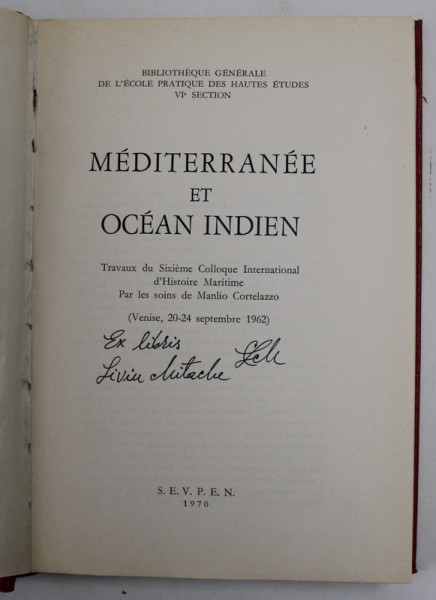 BIBLIOTHÈQUE GÉNÉRALE
DE L'ÉCOLE PRATIQUE DES HAUTES ÉTUDES
VIe SECTION
MÉDITERRANÉE
ET
OCÉAN INDIEN
Travaux du Sixième Colloque International
d'Histoire Maritime
Par les soins de Manlio Cortelazzo
(Venise, 20-24 septembre 1962)
Ex libris
Liviu Mitache
S. E. V. P. E. N.
1970